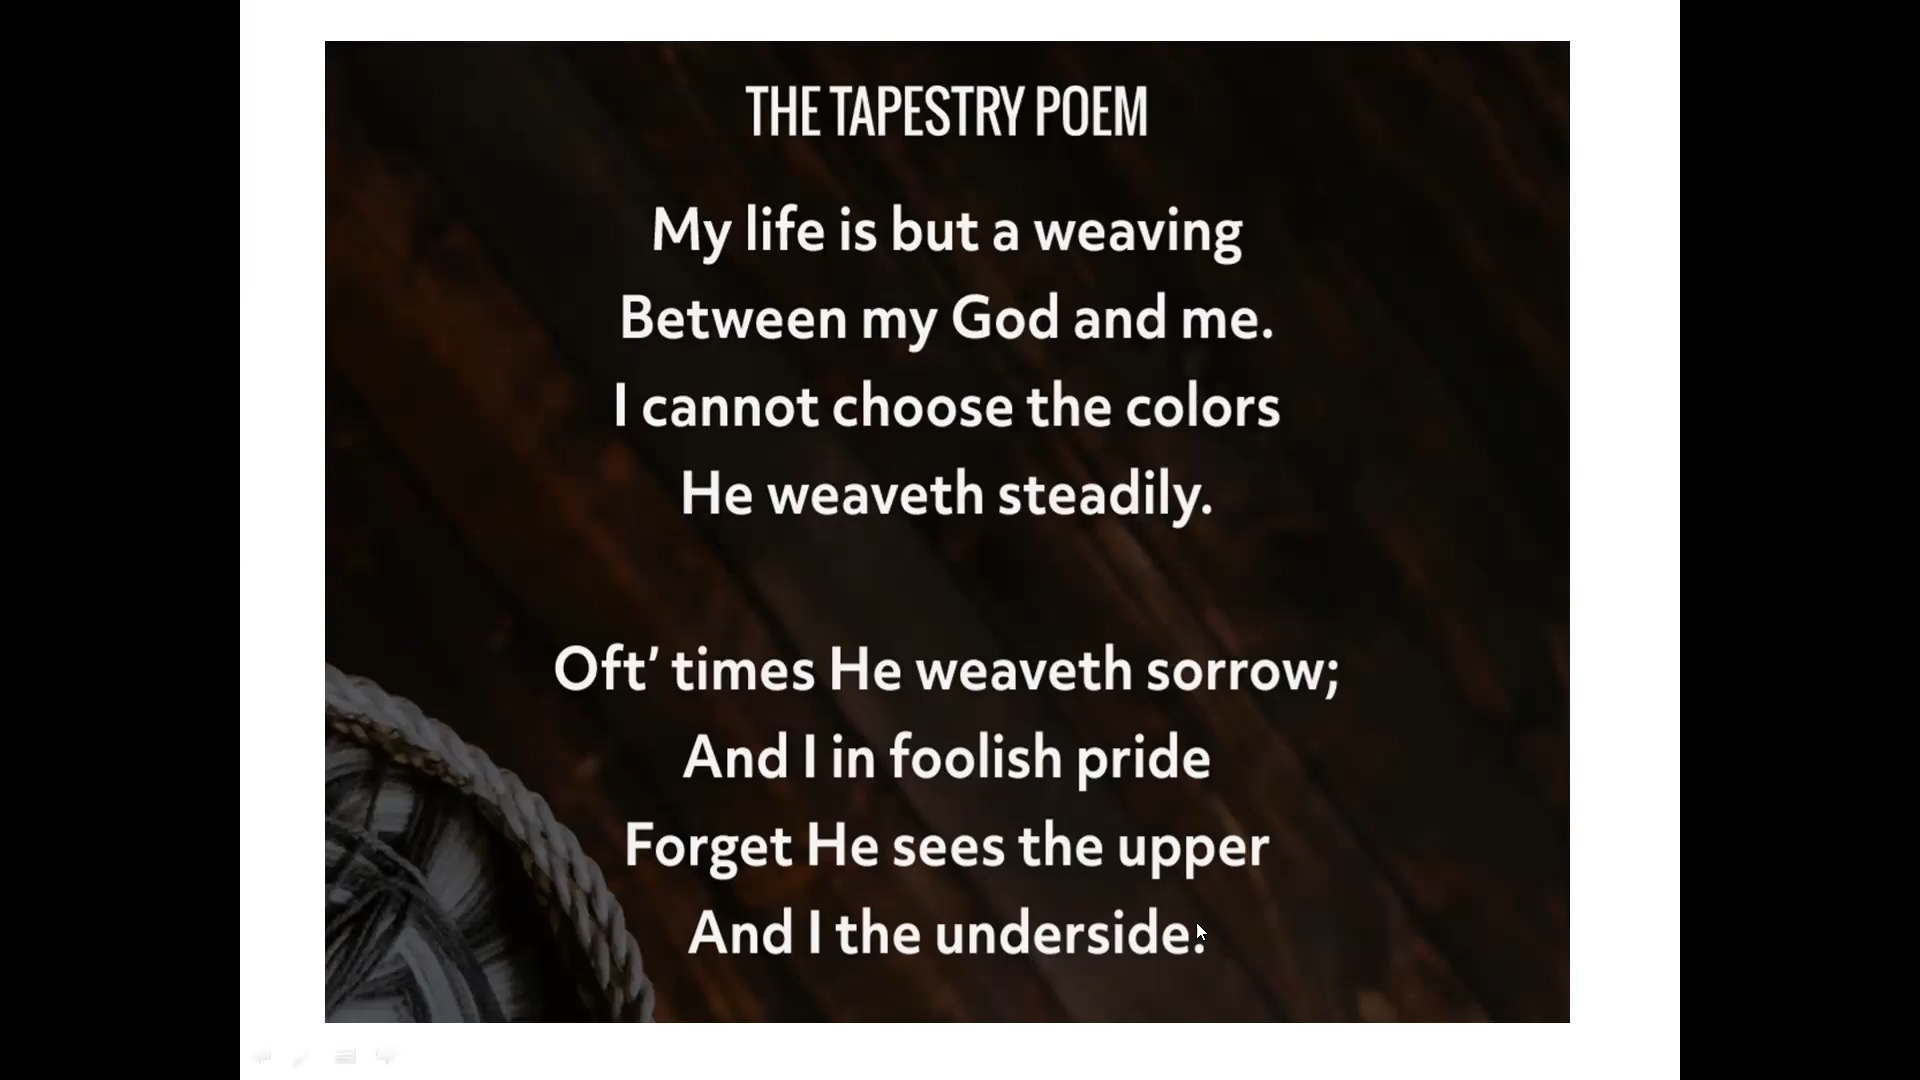 THE TAPESTRY POEM
My life is but a weaving
Between my God and me.
I cannot choose the colors
He weaveth steadily.
Oft’ times He weaveth sorrow;
And I in foolish pride
Forget He sees the upper
And I the underside.